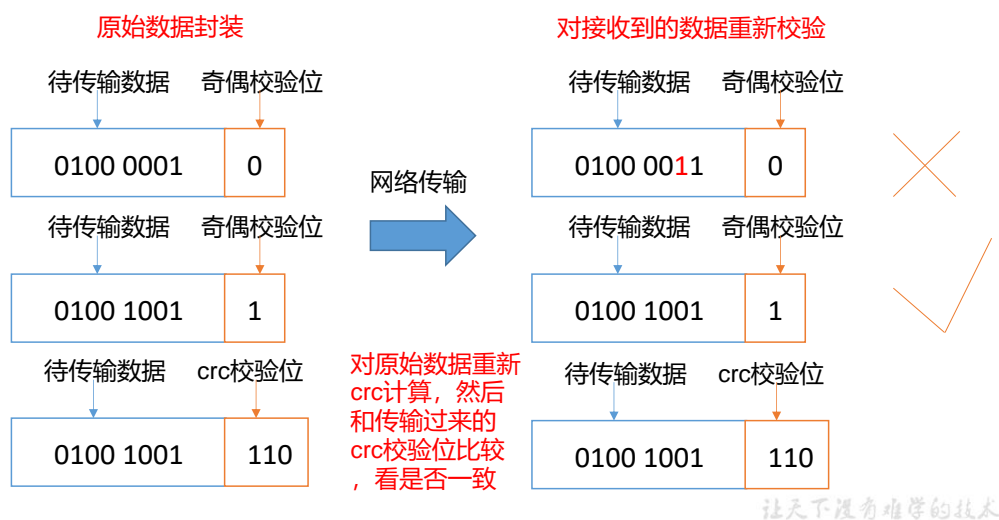 原始数据封装
对接收到的数据重新校验
待传输数据 奇偶校验位
0100 0001 0
待传输数据 奇偶校验位
0100 0011 0
网络传输
待传输数据 奇偶校验位
0100 1001 1
待传输数据 奇偶校验位
0100 1001 1
待传输数据 crc校验位
0100 1001 110
对原始数据重新
crc计算，然后
和传输过来的
crc校验位比较
，看是否一致
待传输数据 crc校验位
0100 1001 110
让天下没有难学的技术